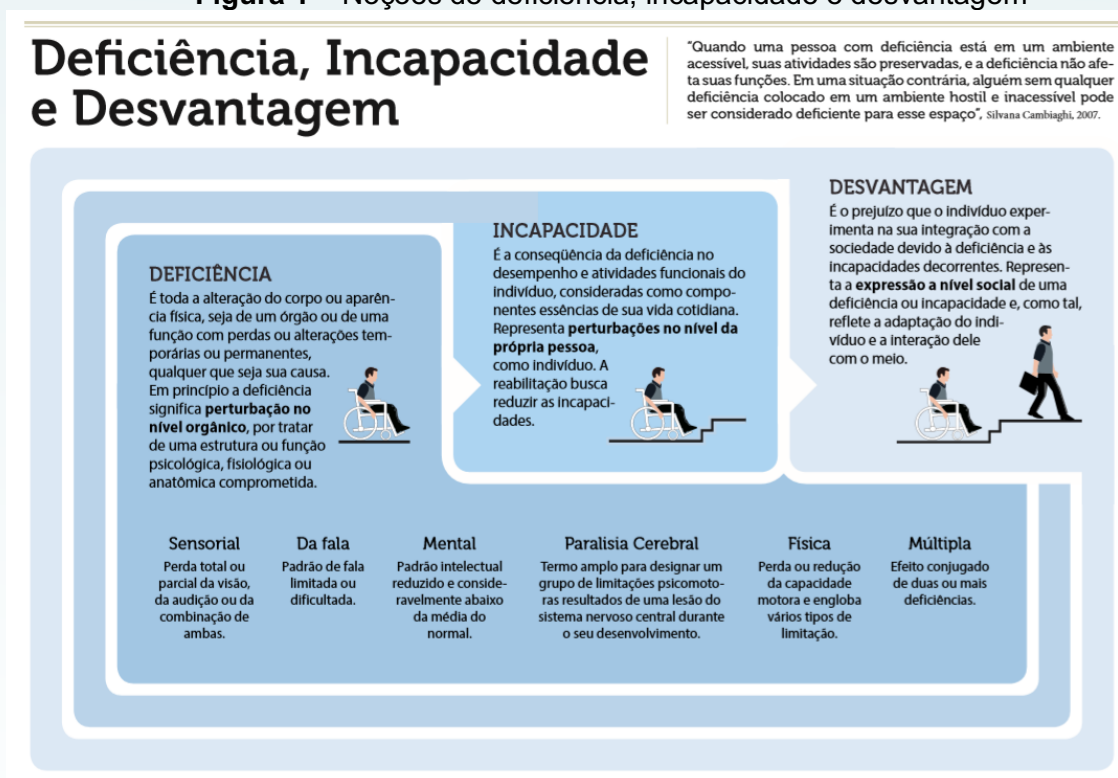 Figura 1 – Noções de deficiência, incapacidade e desvantagem
Deficiência, Incapacidade
e Desvantagem
"Quando uma pessoa com deficiência está em um ambiente
acessível, suas atividades são preservadas, e a deficiência não afe-
ta suas funções. Em uma situação contrária, alguém sem qualquer
deficiência colocado em um ambiente hostil e inacessível pode
ser considerado deficiente para esse espaço", Silvana Cambiaghi, 2007.
DEFICIÊNCIA
É toda a alteração do corpo ou aparên-
cia física, seja de um órgão ou de uma
função com perdas ou alterações tem-
porárias ou permanentes,
qualquer que seja sua causa.
Em princípio a deficiência
significa perturbação no
nível orgânico, por tratar
de uma estrutura ou função
psicológica, fisiológica ou
anatômica comprometida.
INCAPACIDADE
É a conseqüência da deficiência no
desempenho e atividades funcionais do
indivíduo, consideradas como compo-
nentes essências de sua vida cotidiana.
Representa perturbações no nível da
própria pessoa,
como indivíduo. A
reabilitação busca
reduzir as incapaci-
dades.
DESVANTAGEM
É o prejuízo que o indivíduo exper-
imenta na sua integração com a
sociedade devido à deficiência e às
incapacidades decorrentes. Represen-
ta a expressão a nível social de uma
deficiência ou incapacidade e, como tal,
reflete a adaptação do indi-
víduo e a interação dele
com o meio.
Sensorial
Perda total ou
parcial da visão,
da audição ou da
combinação de
ambas.
Da fala
Padrão de fala
limitada ou
dificultada.
Mental
Padrão intelectual
reduzido e conside-
ravelmente abaixo
da média do
normal.
Paralisia Cerebral
Termo amplo para designar um
grupo de limitações psicomoto-
ras resultados de uma lesão do
sistema nervoso central durante
o seu desenvolvimento.
Física
Perda ou redução
da capacidade
motora e engloba
vários tipos de
limitação.
Múltipla
Efeito conjugado
de duas ou mais
deficiências.